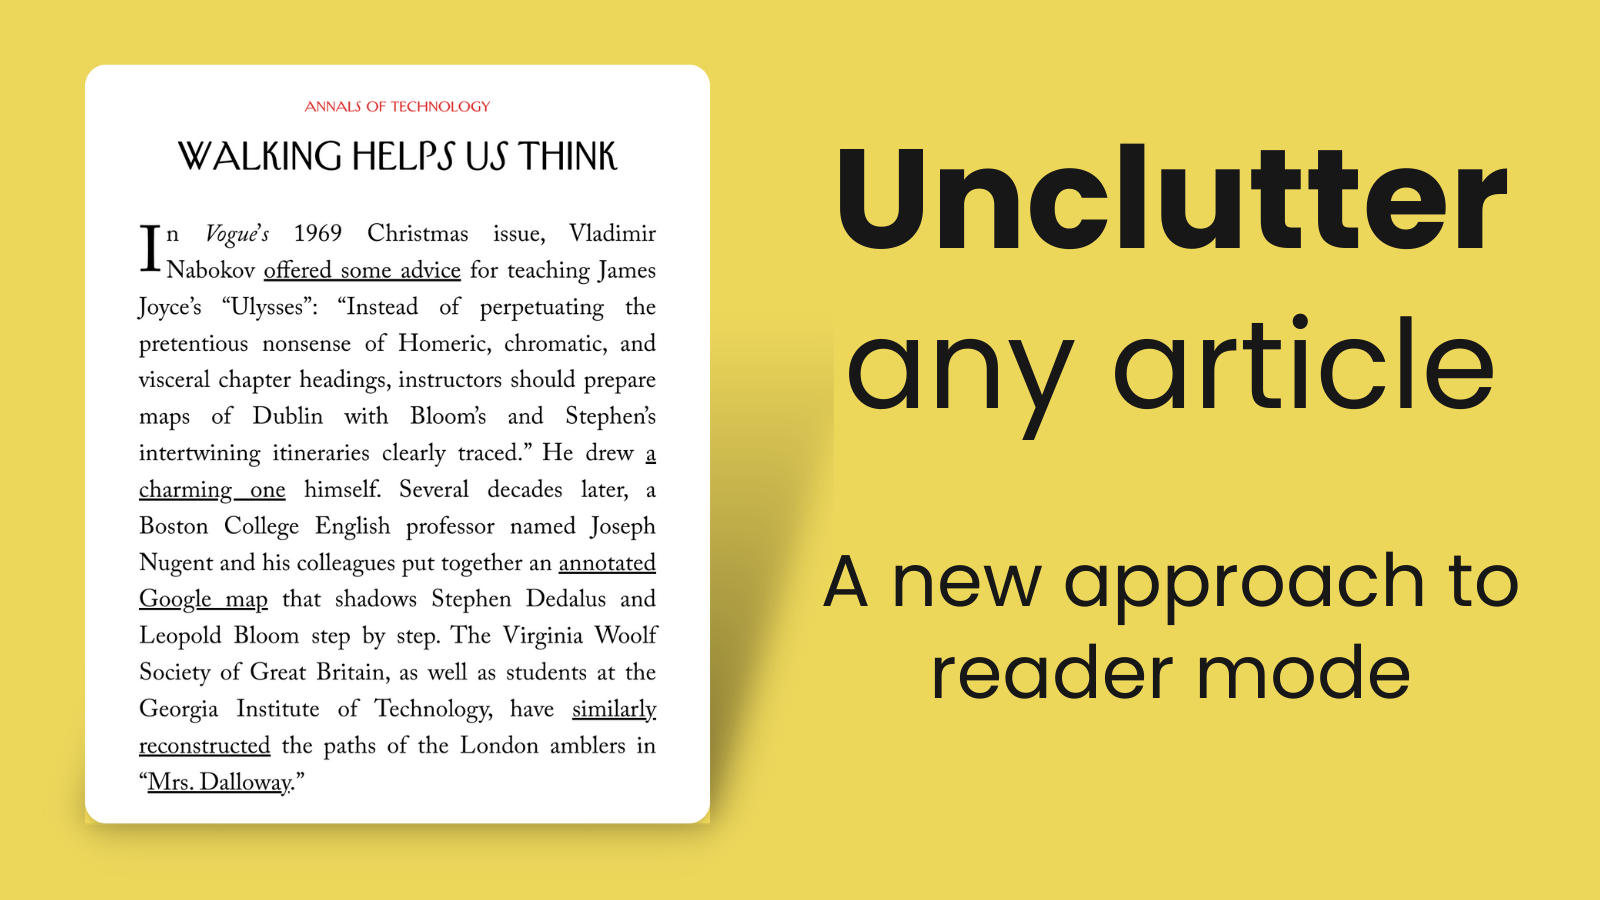 ANNALS OF TECHNOLOGY
WALKING HELPS US THINK
In Vogue’s 1969 Christmas issue, Vladimir
Nabokov offered some advice for teaching James
Joyce’s “Ulysses”: “Instead of perpetuating the
pretentious nonsense of Homeric, chromatic, and
visceral chapter headings, instructors should prepare
maps of Dublin with Bloom’s and Stephen’s
intertwining itineraries clearly traced.” He drew a
charming one himself. Several decades later, a
Boston College English professor named Joseph
Nugent and his colleagues put together an annotated
Google map that shadows Stephen Dedalus and
Leopold Bloom step by step. The Virginia Woolf
Society of Great Britain, as well as students at the
Georgia Institute of Technology, have similarly
reconstructed the paths of the London amblers in
“Mrs. Dalloway.”
Unclutter
any article
A new approach to
reader mode